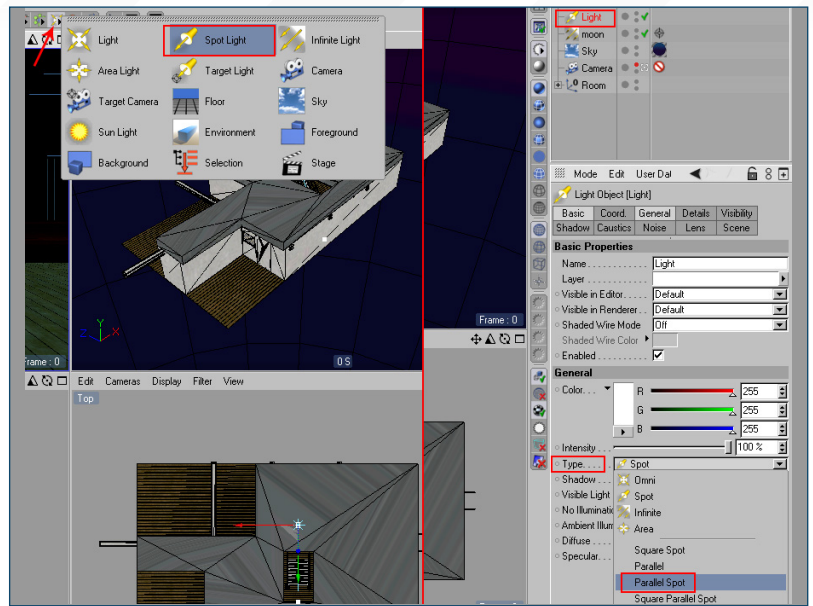 Light Spot Light Infinite Light
Area Light Target Light Camera
Target Camera Floor Sky
Sun Light Environment Foreground
Background Selection Stage
Y
Z X
Frame : 0
0 S
Frame : 0
Edit Cameras Display Filter View
Top
Light
moon
Sky
Camera
Room
Mode Edit User Dat
Light Object [Light]
Basic Coord. General Details Visibility
Shadow Caustics Noise Lens Scene
Basic Properties
Name . . . . . . . . . . . Light
Layer . . . . . . . . . . .
Visible in Editor . . . . . Default
Visible in Renderer . . Default
Shaded Wire Mode Off
Shaded Wire Color
Enabled . . . . . . . . . .
General
Color . . . R 255
G 255
B 255
Intensity . . . . 100 %
Type . . . . . Spot
Shadow . . . Omni
Visible Light Spot
No Illuminatio Infinite
Ambient Illum Area
Diffuse . . . .
Specular. . . Square Spot
Parallel
Parallel Spot
Square Parallel Spot